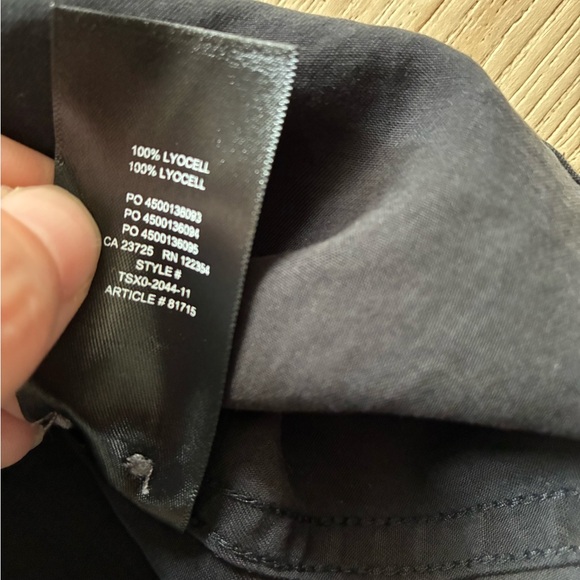 100% LYOCELL
100% LYOCELL
PO 4500136093
PO 4500136094
PO 4500136095
CA 23725 RN 122354
STYLE #
TSX0-2044-11
ARTICLE # 81715